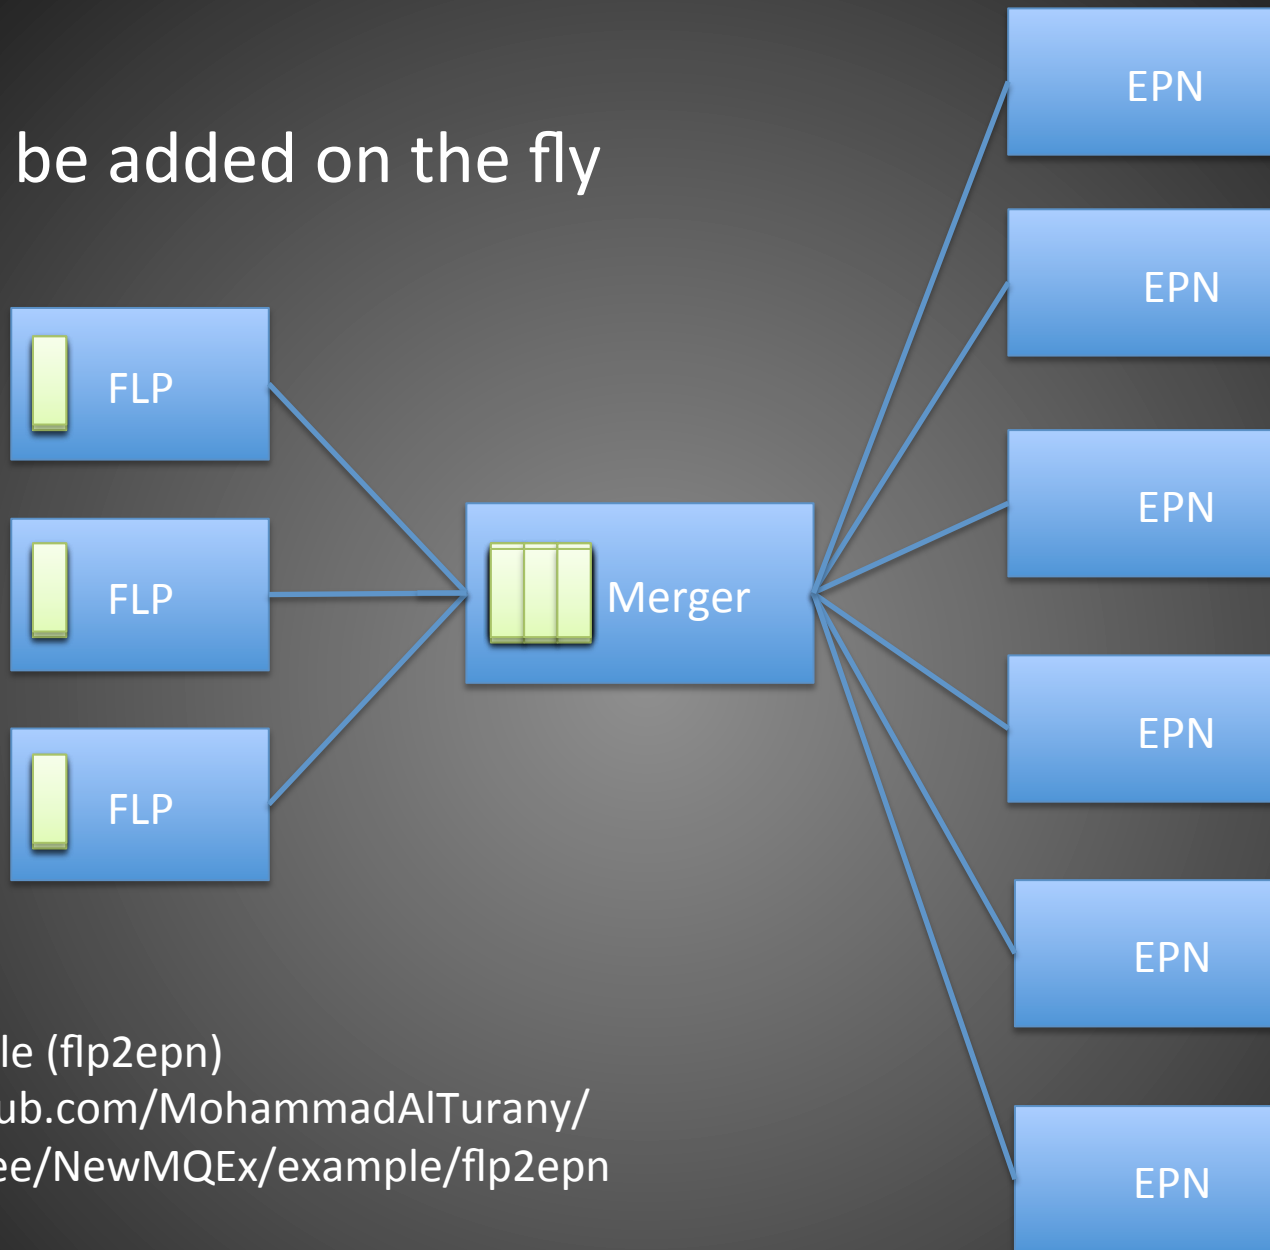 be added on the fly
EPN
EPN
FLP
EPN
FLP
Merger
EPN
FLP
EPN
le (flp2epn)
ub.com/MohammadAlTurany/
ee/NewMQEx/example/flp2epn
EPN